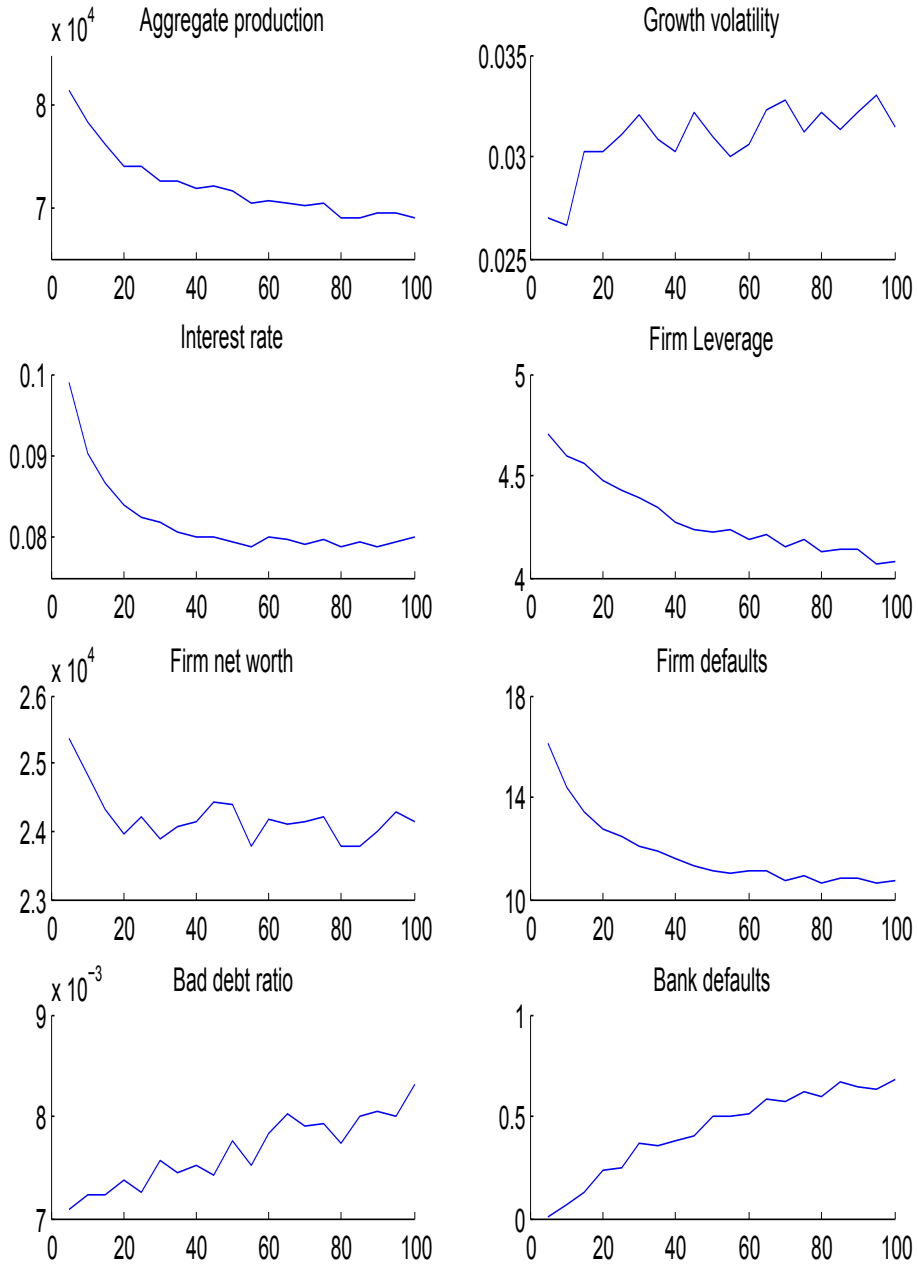 x 10^4
Aggregate production
8
7
0 20 40 60 80 100
Growth volatility
0.035
0.03
0.025
0 20 40 60 80 100
Interest rate
0.1
0.09
0.08
0 20 40 60 80 100
Firm Leverage
5
4.5
4
0 20 40 60 80 100
x 10^4
Firm net worth
2.6
2.5
2.4
2.3
0 20 40 60 80 100
Firm defaults
18
14
10
0 20 40 60 80 100
x 10^−3
Bad debt ratio
9
8
7
0 20 40 60 80 100
Bank defaults
1
0.5
0
0 20 40 60 80 100